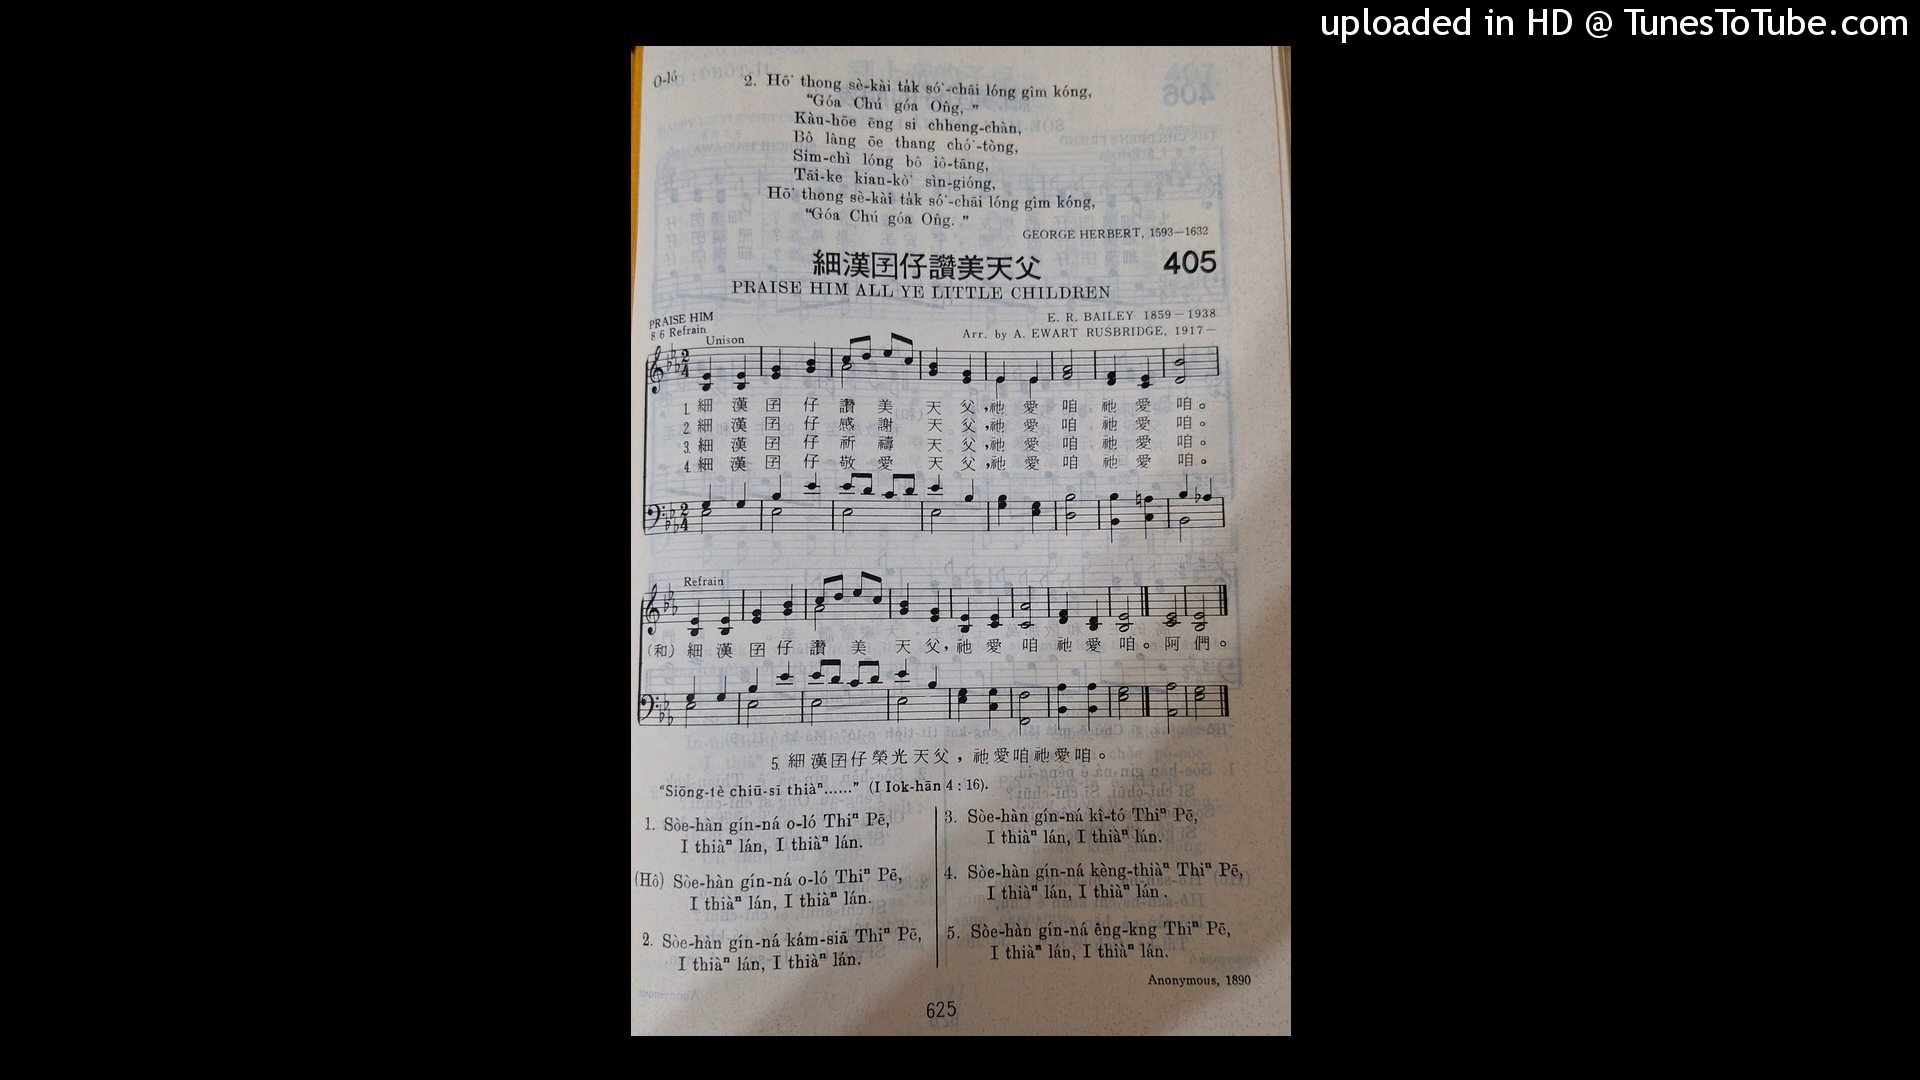 uploaded in HD @ TunesToTube.com
O-ló
2. Hō͘ thong sè-kài ta̍k só͘-chāi lóng gîm kóng,
“Góa Chú góa Ông,”
Kàu-hōe èng si chheng-chàn,
Bô lâng ōe thang chó͘-tòng,
Sim-chì lóng bô iô-tāng,
Tāi-ke kian-kò͘ sìn-gióng,
Hō͘ thong sè-kài ta̍k só͘-chāi lóng gîm kóng,
“Góa Chú góa Ông.”
GEORGE HERBERT, 1593–1632
細漢囝仔讚美天父 405
PRAISE HIM ALL YE LITTLE CHILDREN
PRAISE HIM
8 6 Refrain
E. R. BAILEY 1859–1938
Arr. by A. EWART RUSBRIDGE, 1917–
Unison
1. 細漢囝仔讚美天父，祂愛咱，祂愛咱。
2. 細漢囝仔感謝天父，祂愛咱，祂愛咱。
3. 細漢囝仔祈禱天父，祂愛咱，祂愛咱。
4. 細漢囝仔敬愛天父，祂愛咱 祂愛咱。
Refrain
(和) 細漢囝仔讚美天父，祂愛咱祂愛咱。阿們。
5. 細漢囝仔榮光天父，祂愛咱祂愛咱。
“Siōng-tè chiū-sī thiàⁿ......” (I Iok-hān 4 : 16).
1. Sòe-hàn gín-ná o-ló Thiⁿ Pē,
I thiàⁿ lán, I thiàⁿ lán.
(Hô) Sòe-hàn gín-ná o-ló Thiⁿ Pē,
I thiàⁿ lán, I thiàⁿ lán.
2. Sòe-hàn gín-ná kám-siā Thiⁿ Pē,
I thiàⁿ lán, I thiàⁿ lán.
3. Sòe-hàn gín-ná kî-tó Thiⁿ Pē,
I thiàⁿ lán, I thiàⁿ lán.
4. Sòe-hàn gín-ná kèng-thiàⁿ Thiⁿ Pē,
I thiàⁿ lán, I thiàⁿ lán.
5. Sòe-hàn gín-ná êng-kng Thiⁿ Pē,
I thiàⁿ lán, I thiàⁿ lán.
Anonymous, 1890
625